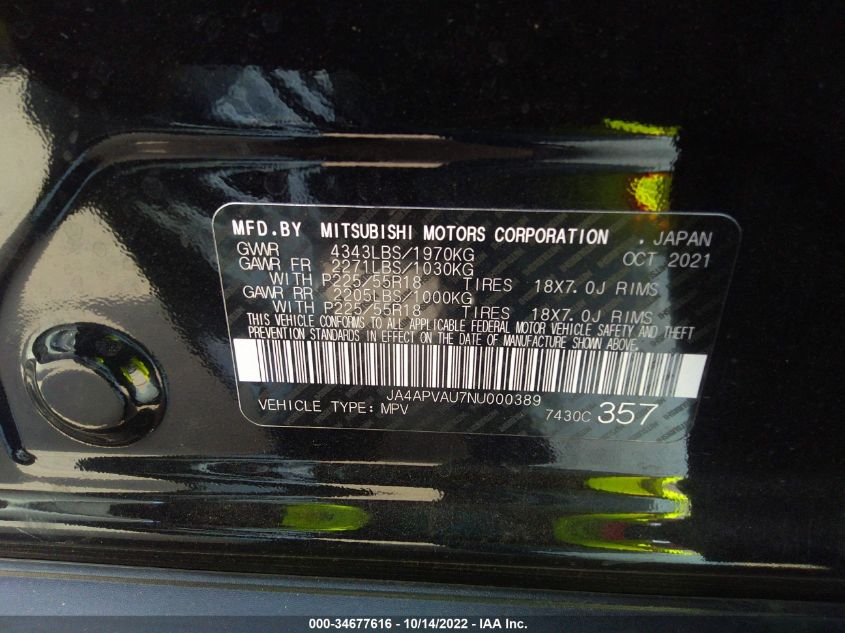 MFD.BY MITSUBISHI MOTORS CORPORATION . JAPAN
GVWR 4343LBS/1970KG OCT 2021
GAWR FR 2271LBS/1030KG
WITH P225/55R18 TIRES 18X7.0J RIMS
GAWR RR 2205LBS/1000KG
WITH P225/55R18 TIRES 18X7.0J RIMS
THIS VEHICLE CONFORMS TO ALL APPLICABLE FEDERAL MOTOR VEHICLE SAFETY AND THEFT
PREVENTION STANDARDS IN EFFECT ON THE DATE OF MANUFACTURE SHOWN ABOVE.
JA4APVAU7NU000389
VEHICLE TYPE: MPV 7430C 357
000-34677616 - 10/14/2022 - © IAA, Inc.